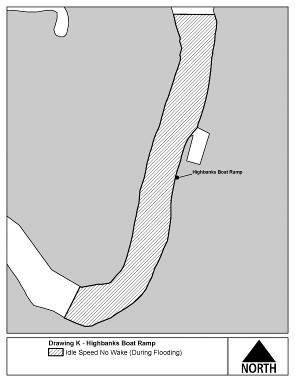 Highbanks Boat Ramp
Drawing K - Highbanks Boat Ramp
Idle Speed No Wake (During Flooding)
NORTH